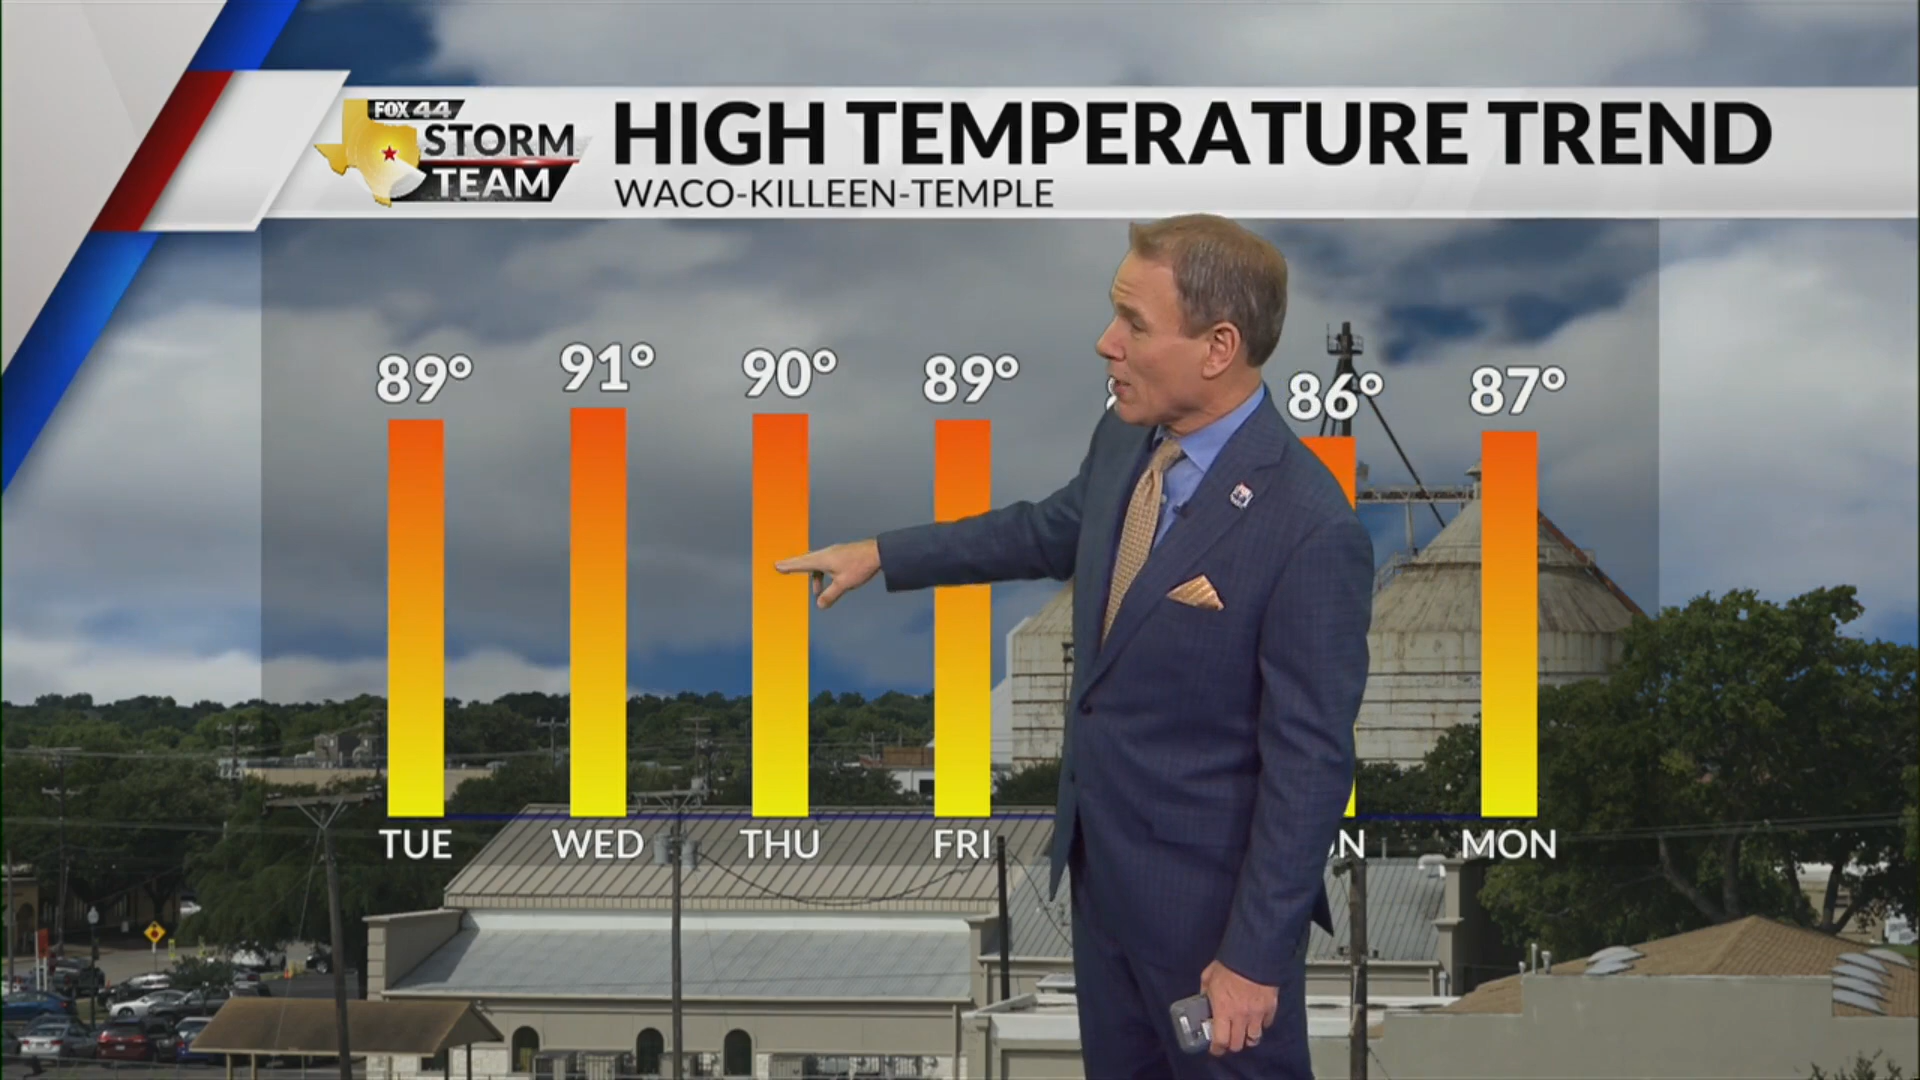 FOX 44
STORM
TEAM
HIGH TEMPERATURE TREND
WACO-KILLEEN-TEMPLE
89° 91° 90° 89° 86° 87°
TUE WED THU FRI MON